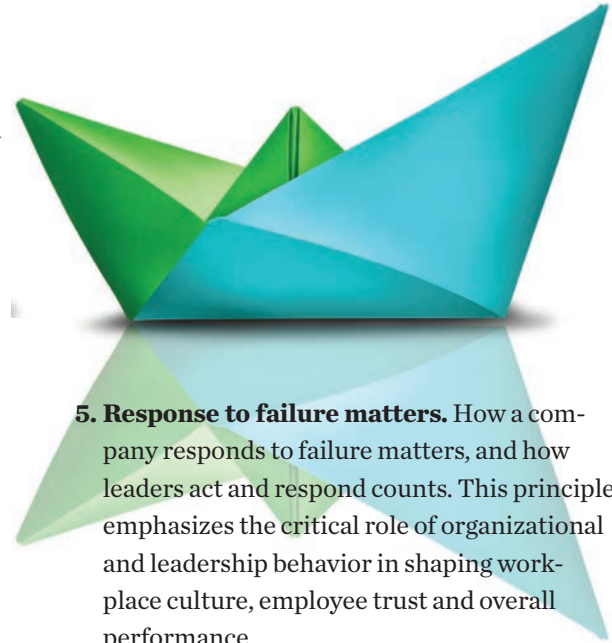 5. Response to failure matters. How a com-
pany responds to failure matters, and how
leaders act and respond counts. This principle
emphasizes the critical role of organizational
and leadership behavior in shaping work-
place culture, employee trust and overall
performance.